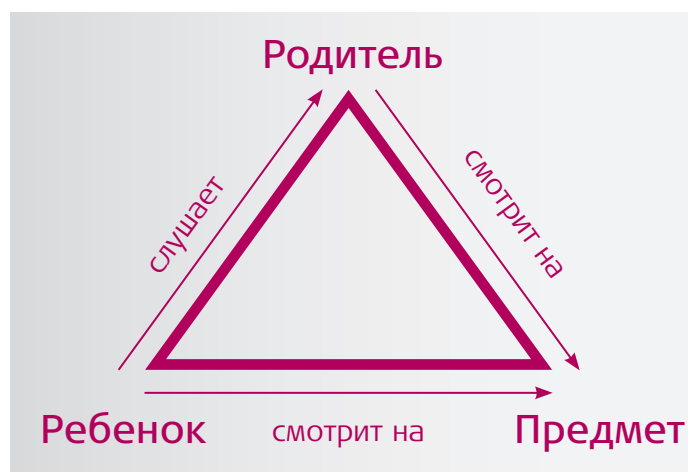 Родитель
слушает
смотрит на
Ребенок
смотрит на
Предмет